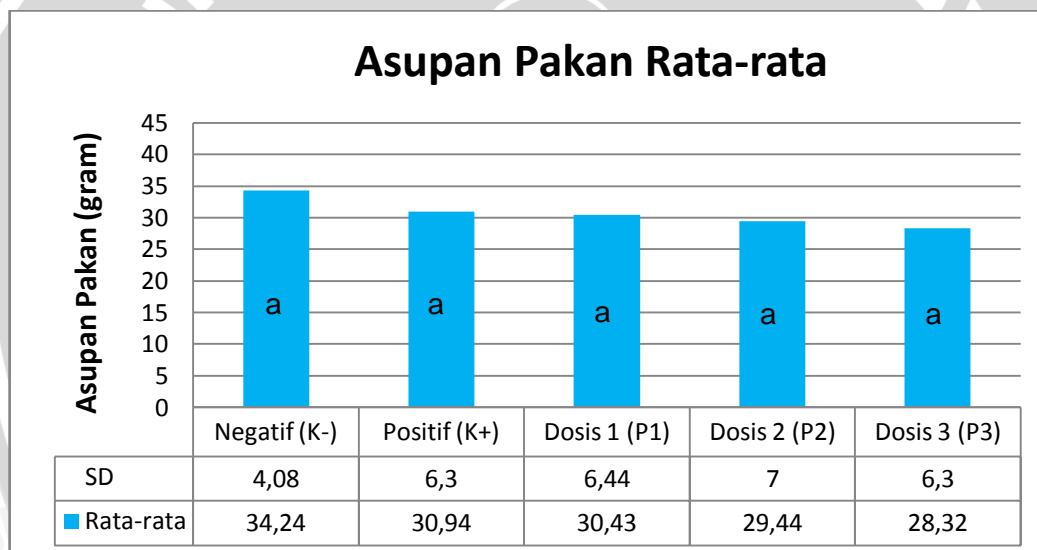 Asupan Pakan Rata-rata
Asupan Pakan (gram)
45
40
35
30
25
20
15
10
5
0
a a a a a
Negatif (K-) Positif (K+) Dosis 1 (P1) Dosis 2 (P2) Dosis 3 (P3)
SD 4,08 6,3 6,44 7 6,3
Rata-rata 34,24 30,94 30,43 29,44 28,32